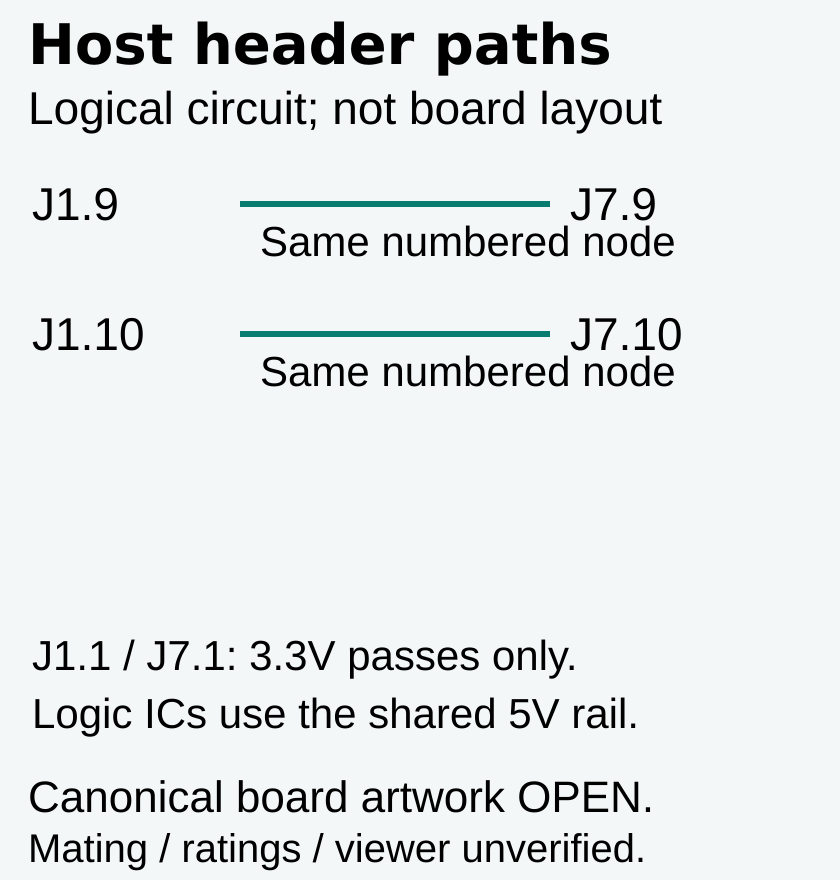 Host header paths
Logical circuit; not board layout
J1.9 J7.9
Same numbered node
J1.10 J7.10
Same numbered node
J1.1 / J7.1: 3.3V passes only.
Logic ICs use the shared 5V rail.
Canonical board artwork OPEN.
Mating / ratings / viewer unverified.